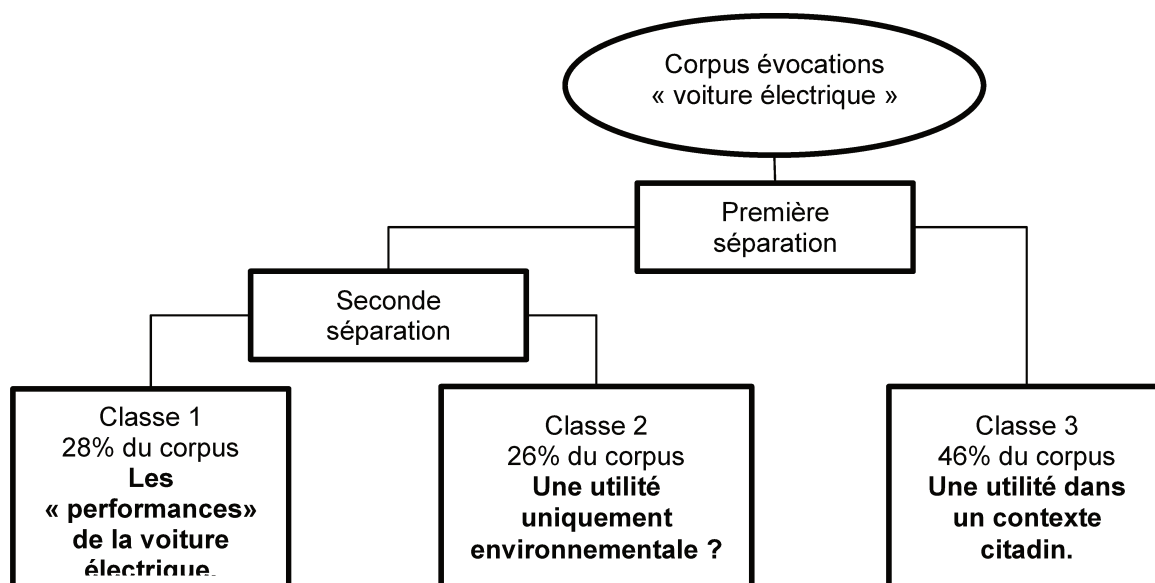 Corpus évocations
« voiture électrique »
Première
séparation
Seconde
séparation
Classe 1
28% du corpus
Les
« performances»
de la voiture
électrique.
Classe 2
26% du corpus
Une utilité
uniquement
environnementale ?
Classe 3
46% du corpus
Une utilité dans
un contexte
citadin.